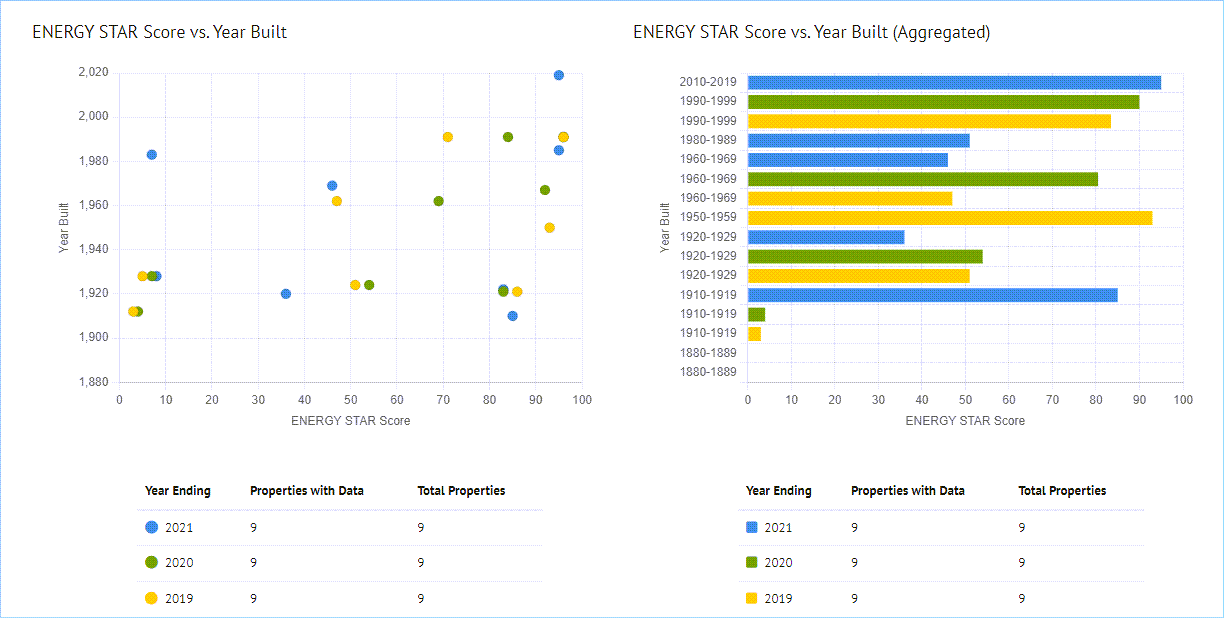 ENERGY STAR Score vs. Year Built
2,020
2,000
1,980
1,960
1,940
1,920
1,900
1,880
Year Built
0 10 20 30 40 50 60 70 80 90 100
ENERGY STAR Score
Year Ending Properties with Data Total Properties
2021 9 9
2020 9 9
2019 9 9
ENERGY STAR Score vs. Year Built (Aggregated)
2010-2019
1990-1999
1990-1999
1980-1989
1960-1969
1960-1969
1960-1969
1950-1959
1920-1929
1920-1929
1920-1929
1910-1919
1910-1919
1910-1919
1880-1889
1880-1889
Year Built
0 10 20 30 40 50 60 70 80 90 100
ENERGY STAR Score
Year Ending Properties with Data Total Properties
2021 9 9
2020 9 9
2019 9 9